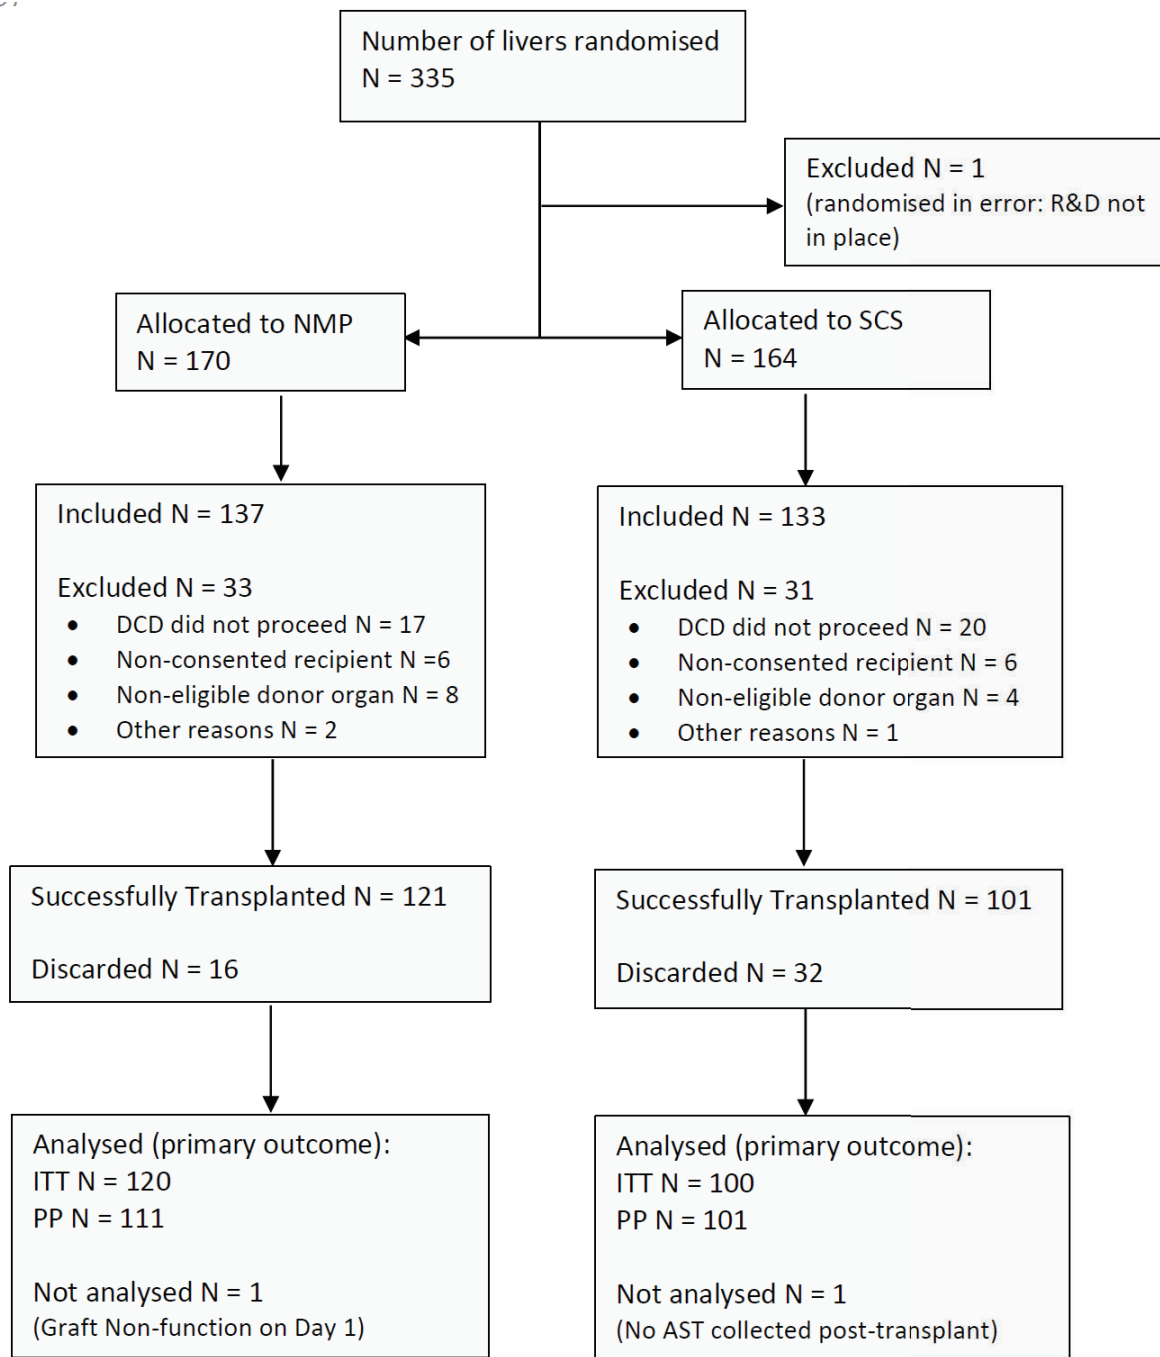 Number of livers randomised
N = 335
Excluded N = 1
(randomised in error: R&D not
in place)
Allocated to NMP
N = 170
Allocated to SCS
N = 164
Included N = 137
Excluded N = 33
• DCD did not proceed N = 17
• Non-consented recipient N =6
• Non-eligible donor organ N = 8
• Other reasons N = 2
Included N = 133
Excluded N = 31
• DCD did not proceed N = 20
• Non-consented recipient N = 6
• Non-eligible donor organ N = 4
• Other reasons N = 1
Successfully Transplanted N = 121
Discarded N = 16
Successfully Transplanted N = 101
Discarded N = 32
Analysed (primary outcome):
ITT N = 120
PP N = 111
Not analysed N = 1
(Graft Non-function on Day 1)
Analysed (primary outcome):
ITT N = 100
PP N = 101
Not analysed N = 1
(No AST collected post-transplant)